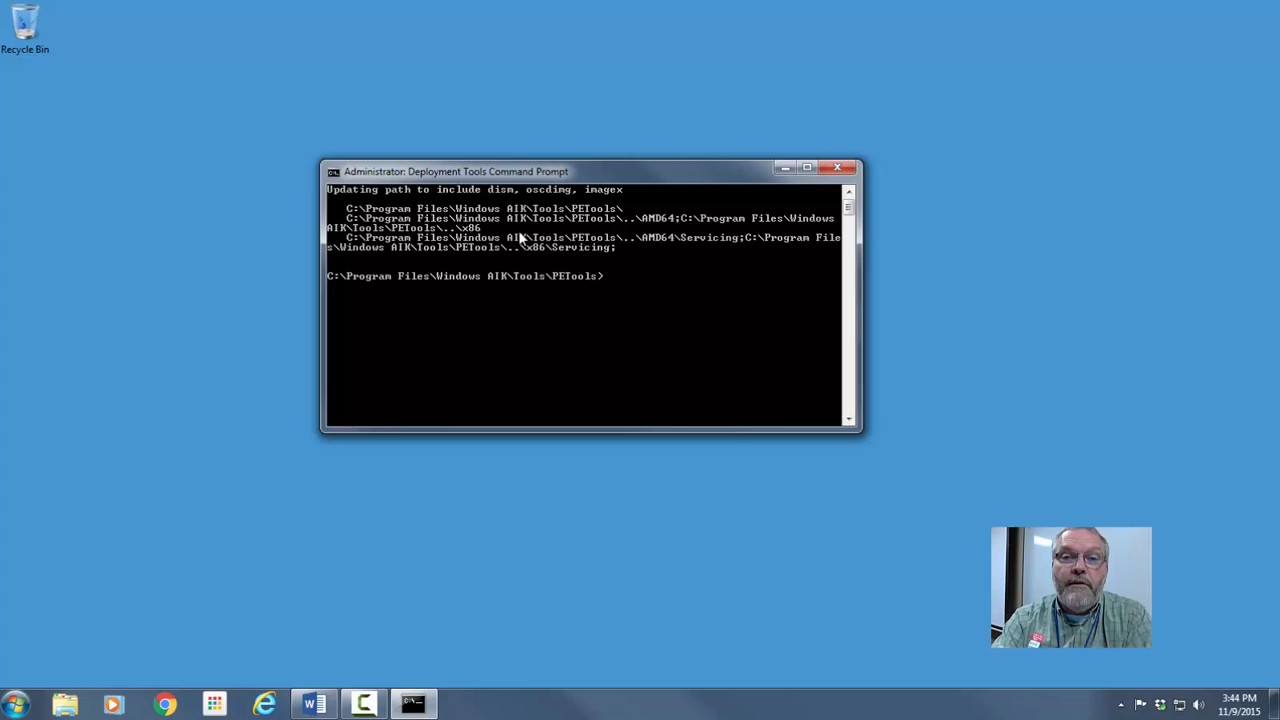 Recycle Bin
Administrator: Deployment Tools Command Prompt
Updating path to include dism, oscdimg, imagex
C:\Program Files\Windows AIK\Tools\PETools\
C:\Program Files\Windows AIK\Tools\PETools\..\AMD64;C:\Program Files\Windows
AIK\Tools\PETools\..\x86
C:\Program Files\Windows AIK\Tools\PETools\..\AMD64\Servicing;C:\Program File
s\Windows AIK\Tools\PETools\..\x86\Servicing;
C:\Program Files\Windows AIK\Tools\PETools>
3:44 PM
11/9/2015